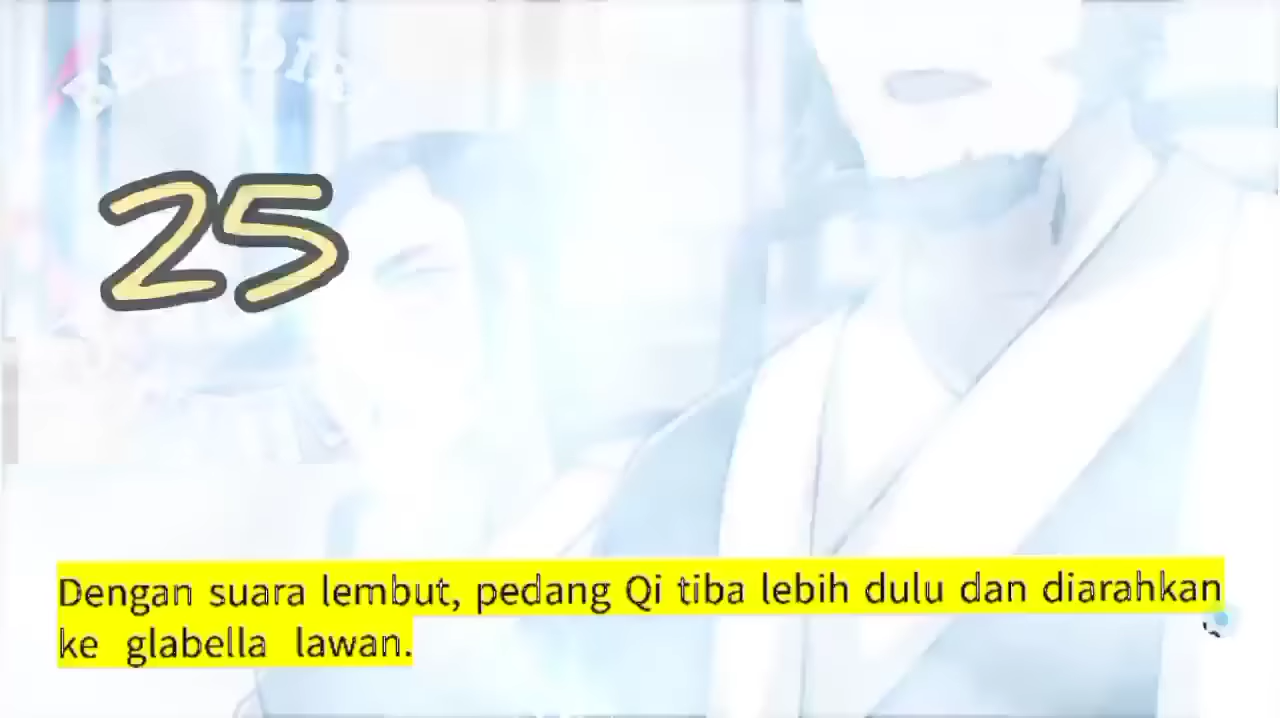 25
Dengan suara lembut, pedang Qi tiba lebih dulu dan diarahkan
ke glabella lawan.